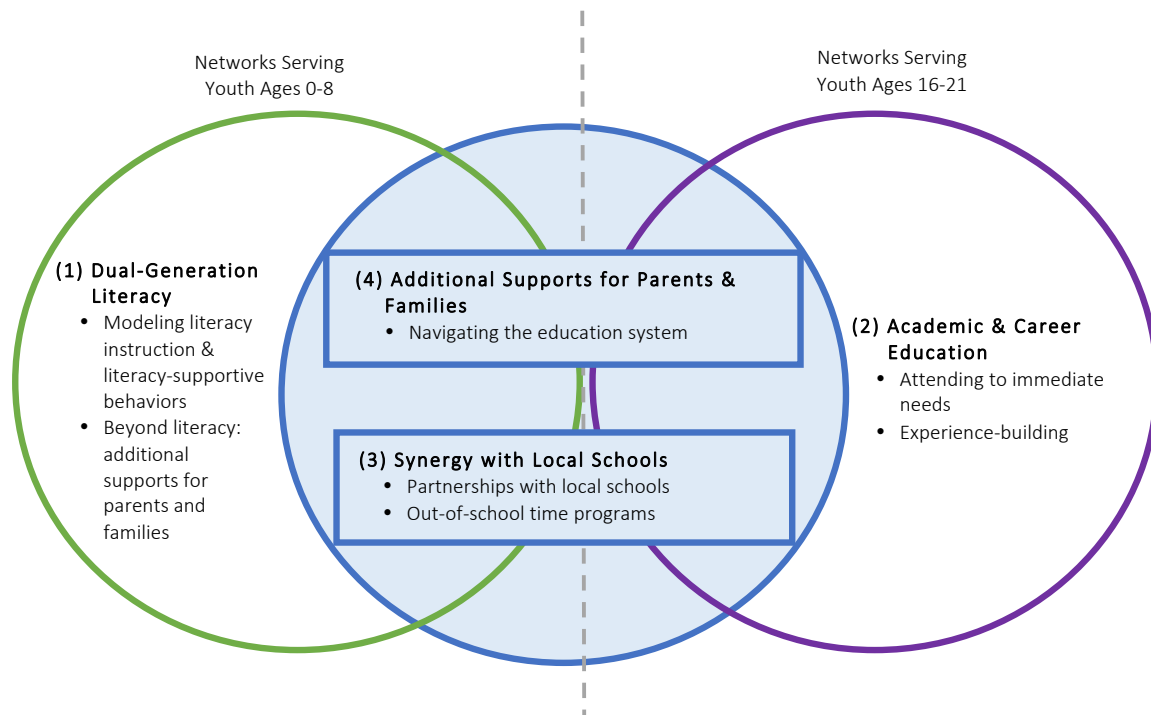 Networks Serving
Youth Ages 0-8
Networks Serving
Youth Ages 16-21
(1) Dual-Generation
Literacy
• Modeling literacy
instruction &
literacy-supportive
behaviors
• Beyond literacy:
additional
supports for
parents and
families
(4) Additional Supports for Parents &
Families
• Navigating the education system
(3) Synergy with Local Schools
• Partnerships with local schools
• Out-of-school time programs
(2) Academic & Career
Education
• Attending to immediate
needs
• Experience-building